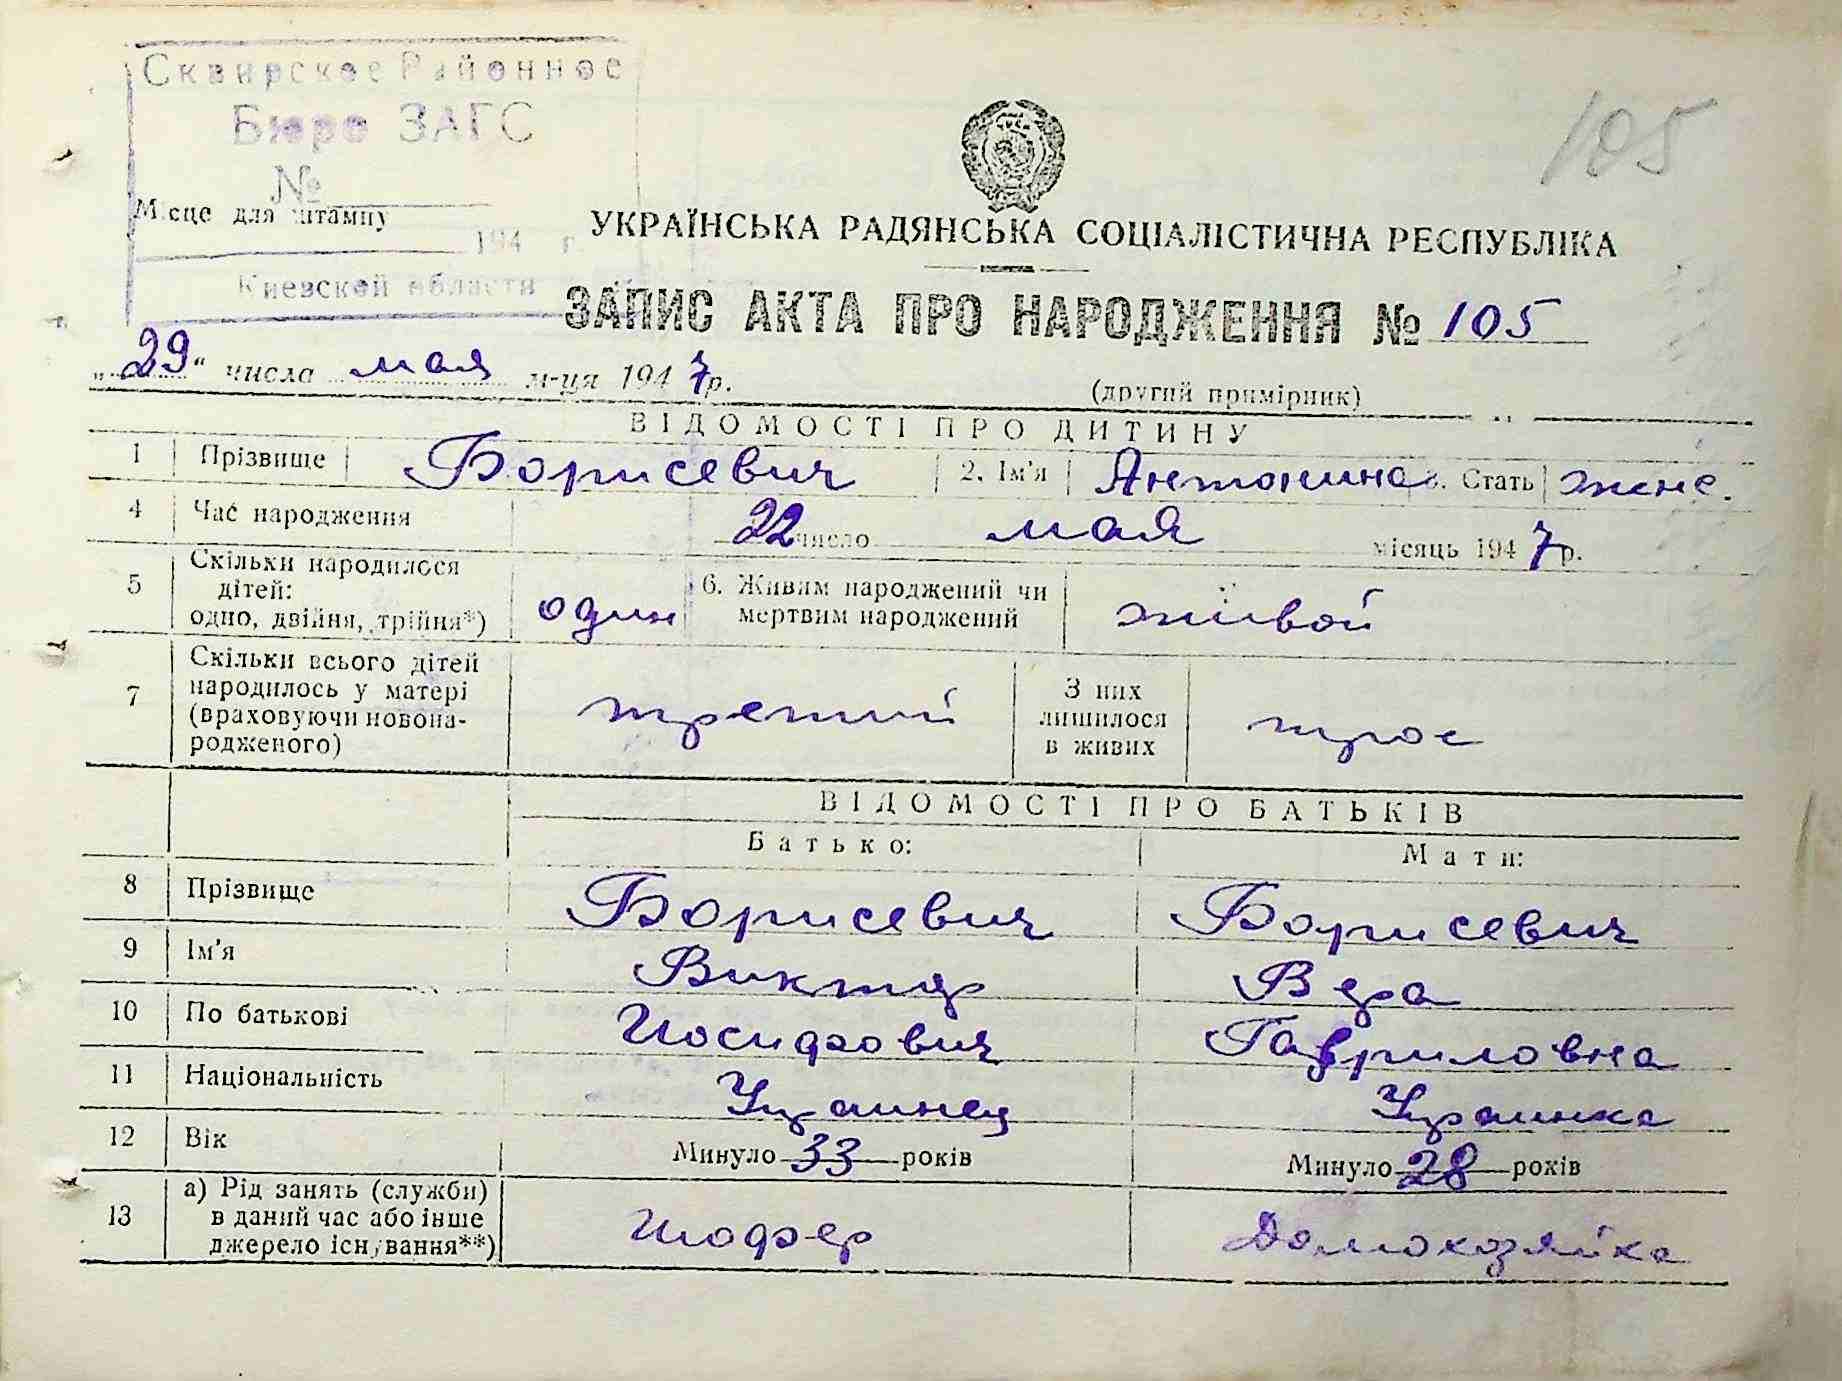 Сквирское Районное
Бюро ЗАГС
№
Місце для штампу
194 г.
Киевской области
105
УКРАЇНСЬКА РАДЯНСЬКА СОЦІАЛІСТИЧНА РЕСПУБЛІКА
ЗАПИС АКТА ПРО НАРОДЖЕННЯ № 105
„29“ числа мая м-ця 1947р.
(другий примірник)
ВІДОМОСТІ ПРО ДИТИНУ
1 Прізвище Борисевич 2. Ім'я Антонина 3. Стать женс.
4 Час народження 22 число мая місяць 1947р.
5 Скільки народилося дітей: одно, двійня, трійня*) один 6. Живим народжений чи мертвим народжений живой
7 Скільки всього дітей народилось у матері (враховуючи новонародженого) третий З них лишилося в живих трое
ВІДОМОСТІ ПРО БАТЬКІВ
Батько: Мати:
8 Прізвище Борисевич Борисевич
9 Ім'я Виктор Вера
10 По батькові Иосифович Гавриловна
11 Національність Украинец Украинка
12 Вік Минуло 33 років Минуло 28 років
13 а) Рід занять (служби) в даний час або інше джерело існування**) Шофер Домохозяйка